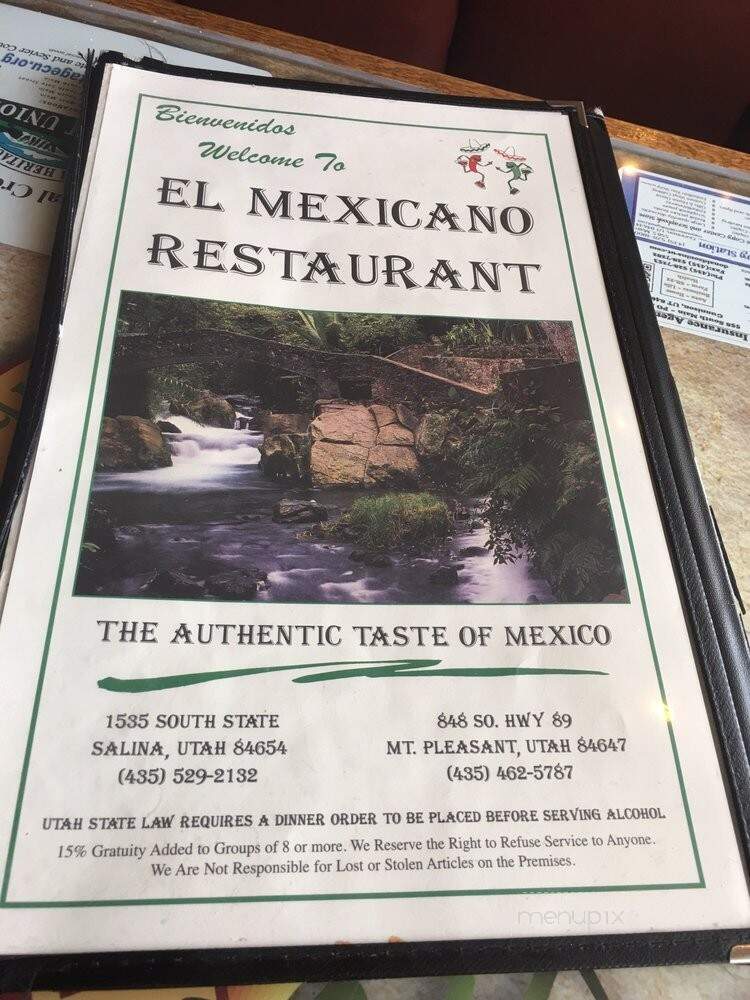 Bienvenidos
Welcome To
EL MEXICANO
RESTAURANT
THE AUTHENTIC TASTE OF MEXICO
1535 SOUTH STATE
SALINA, UTAH 84654
(435) 529-2132
848 SO. HWY 89
MT. PLEASANT, UTAH 84647
(435) 462-5787
UTAH STATE LAW REQUIRES A DINNER ORDER TO BE PLACED BEFORE SERVING ALCOHOL
15% Gratuity Added to Groups of 8 or more. We Reserve the Right to Refuse Service to Anyone.
We Are Not Responsible for Lost or Stolen Articles on the Premises.
menupix